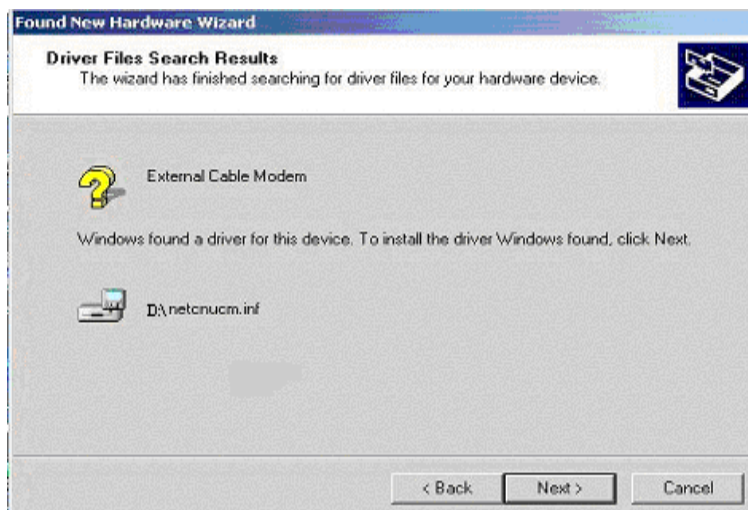 Found New Hardware Wizard
Driver Files Search Results
The wizard has finished searching for driver files for your hardware device.
External Cable Modem
Windows found a driver for this device. To install the driver Windows found, click Next.
D:\netcnucm.inf
< Back Next > Cancel